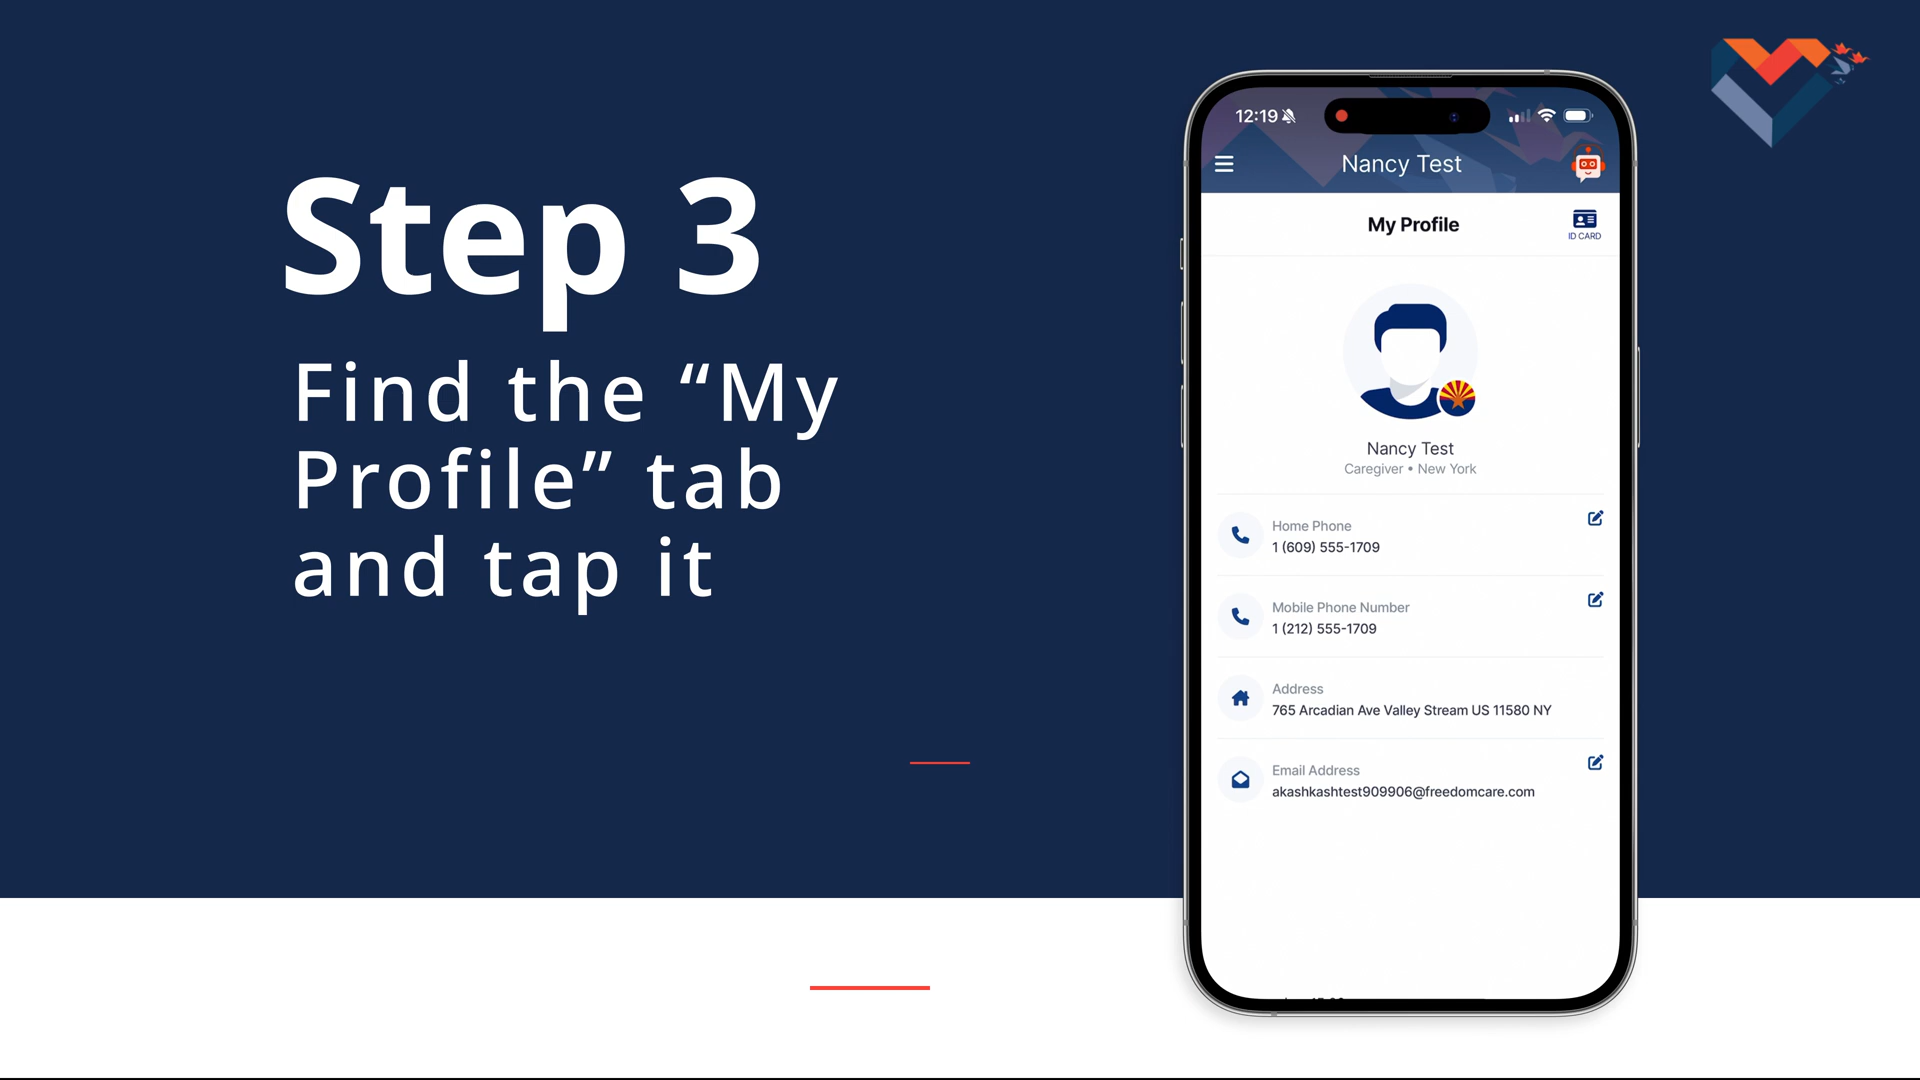 Step 3
Find the “My
Profile” tab
and tap it
12:19
Nancy Test
My Profile
ID CARD
Nancy Test
Caregiver • New York
Home Phone
1 (609) 555-1709
Mobile Phone Number
1 (212) 555-1709
Address
765 Arcadian Ave Valley Stream US 11580 NY
Email Address
akashkashtest909906@freedomcare.com